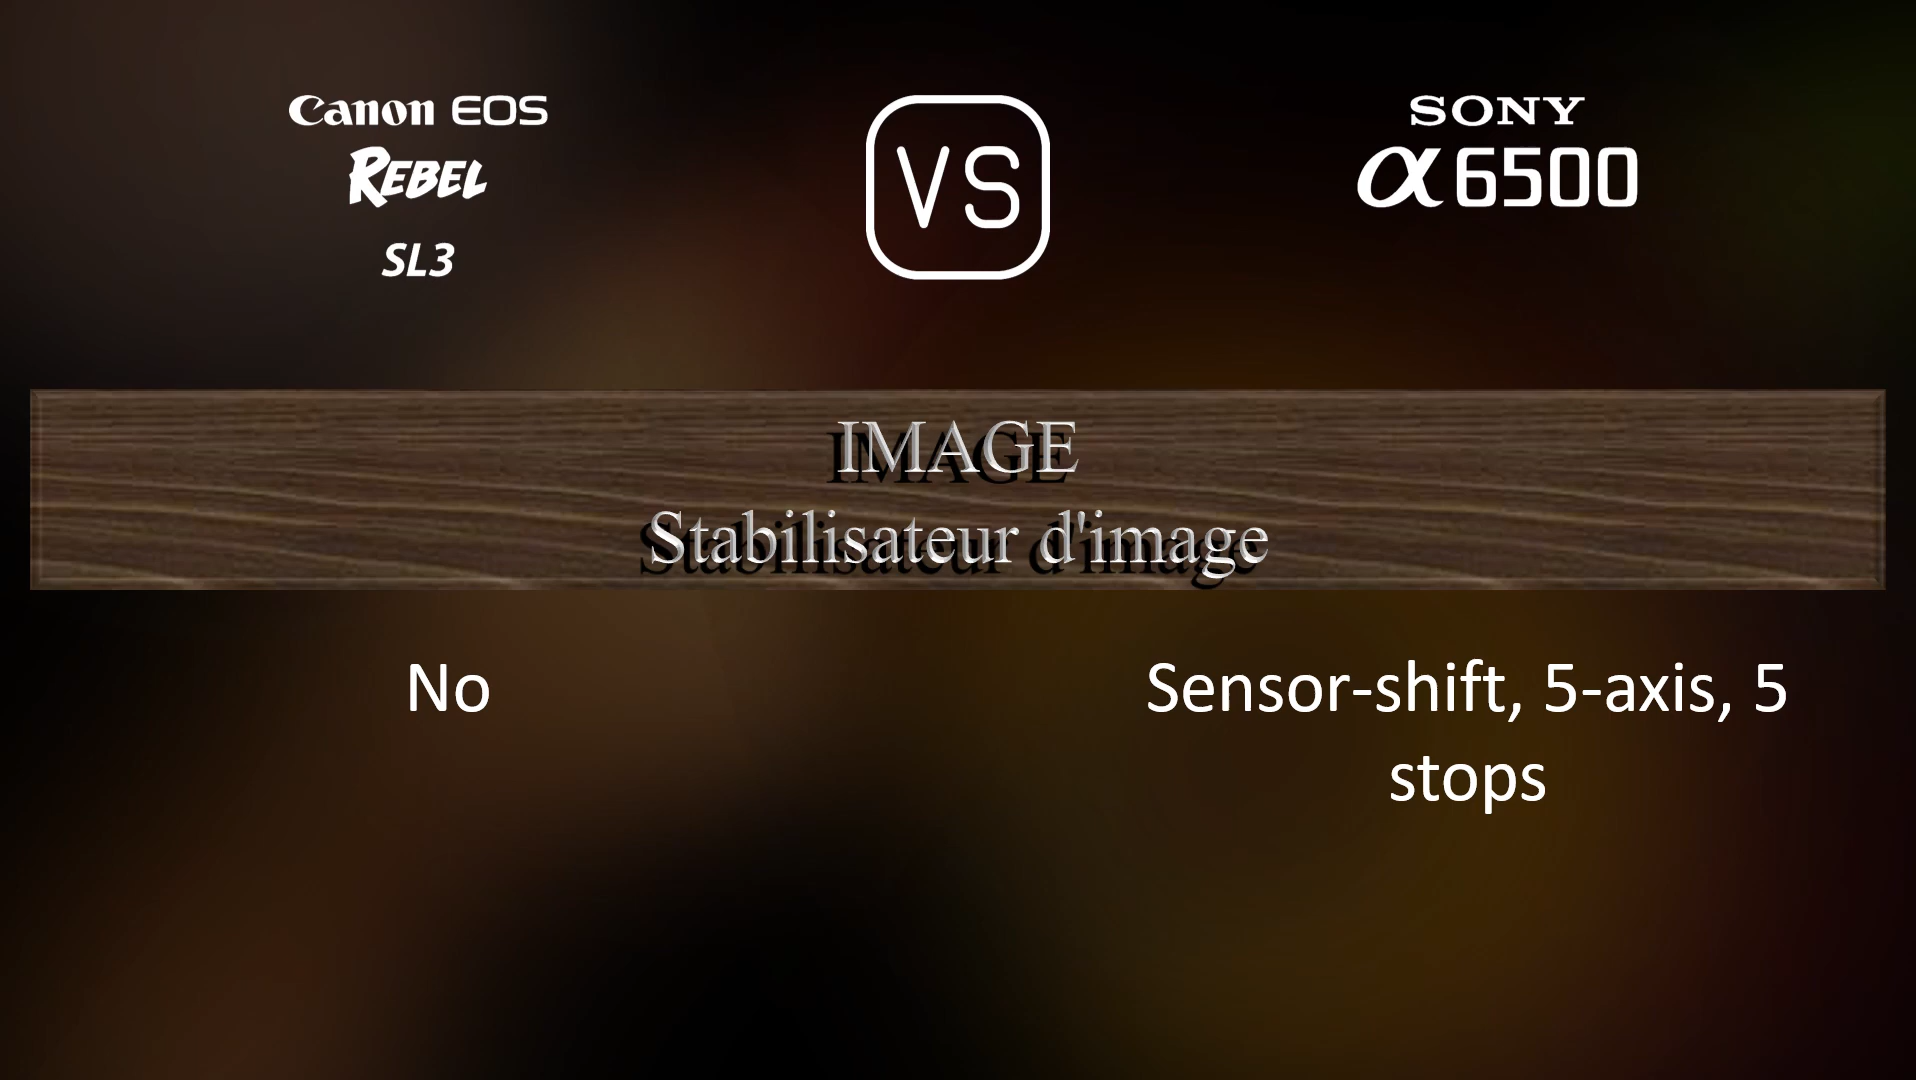 Canon EOS
REBEL
SL3
VS
SONY
α6500
IMAGE
Stabilisateur d'image
No
Sensor-shift, 5-axis, 5
stops